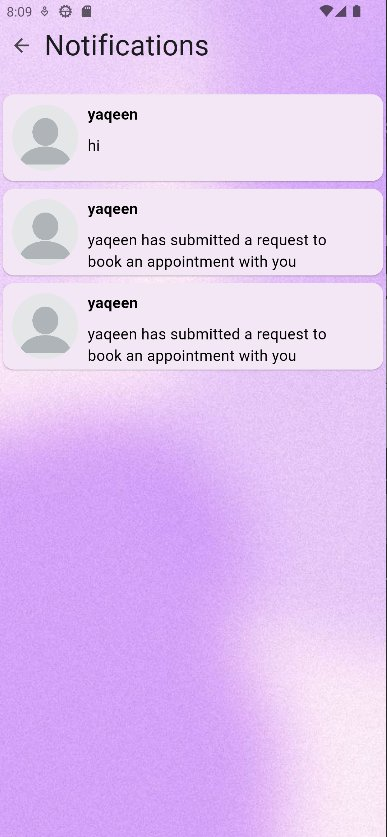 8:09
Notifications
yaqeen
hi
yaqeen
yaqeen has submitted a request to
book an appointment with you
yaqeen
yaqeen has submitted a request to
book an appointment with you